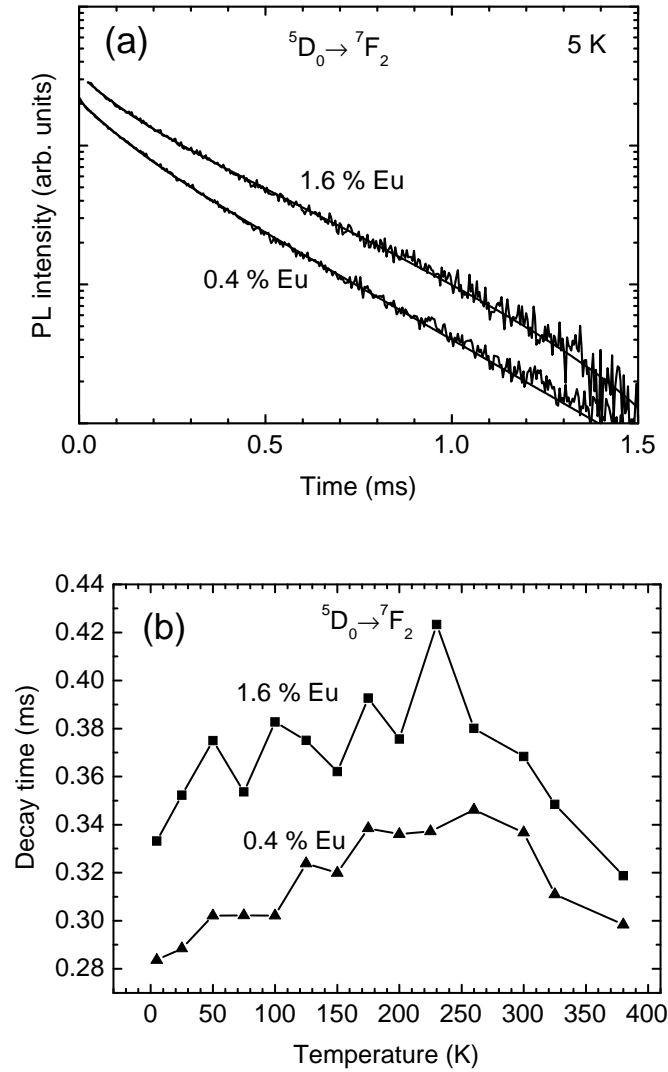 (a)
⁵D₀→⁷F₂
5 K
PL intensity (arb. units)
1.6 % Eu
0.4 % Eu
0.0 0.5 1.0 1.5
Time (ms)
(b)
⁵D₀→⁷F₂
Decay time (ms)
0.44
0.42
0.40
0.38
0.36
0.34
0.32
0.30
0.28
1.6 % Eu
0.4 % Eu
0 50 100 150 200 250 300 350 400
Temperature (K)